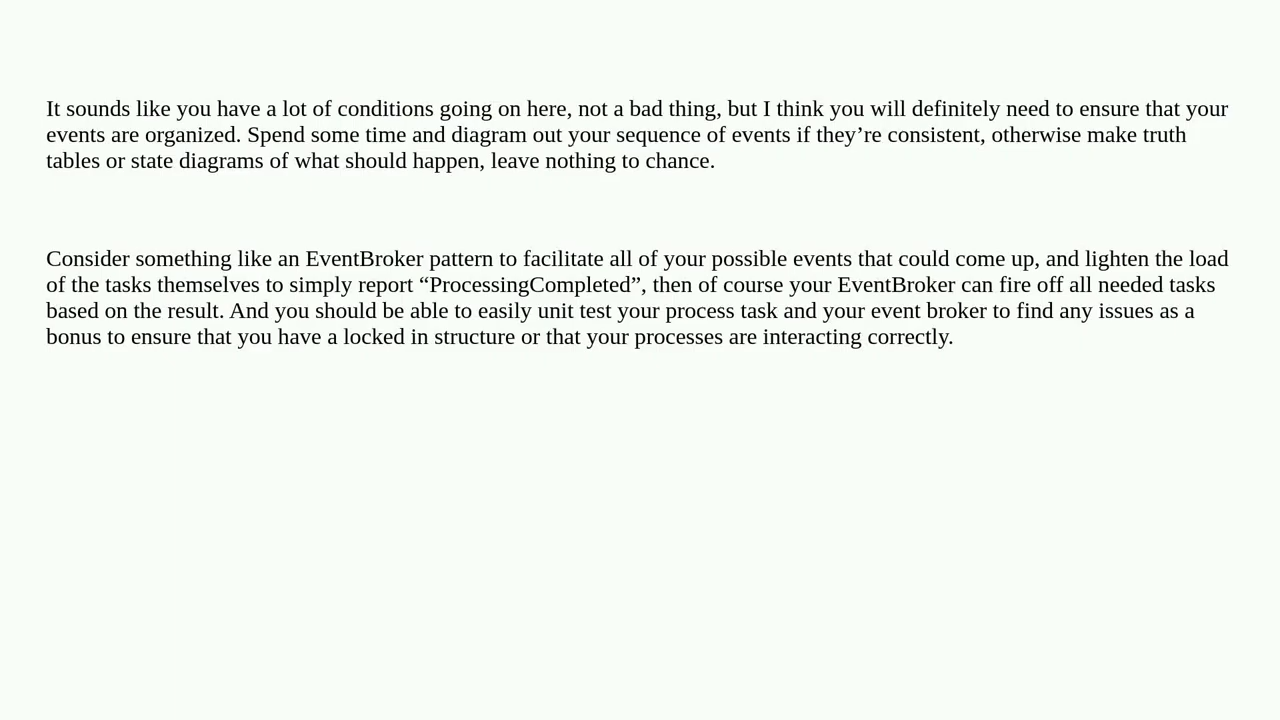 It sounds like you have a lot of conditions going on here, not a bad thing, but I think you will definitely need to ensure that your
events are organized. Spend some time and diagram out your sequence of events if they’re consistent, otherwise make truth
tables or state diagrams of what should happen, leave nothing to chance.
Consider something like an EventBroker pattern to facilitate all of your possible events that could come up, and lighten the load
of the tasks themselves to simply report “ProcessingCompleted”, then of course your EventBroker can fire off all needed tasks
based on the result. And you should be able to easily unit test your process task and your event broker to find any issues as a
bonus to ensure that you have a locked in structure or that your processes are interacting correctly.